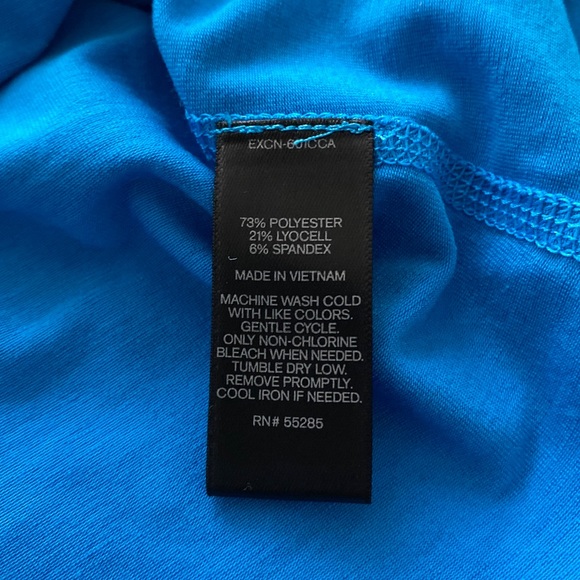 EXCN-601CCA
73% POLYESTER
21% LYOCELL
6% SPANDEX
MADE IN VIETNAM
MACHINE WASH COLD
WITH LIKE COLORS.
GENTLE CYCLE.
ONLY NON-CHLORINE
BLEACH WHEN NEEDED.
TUMBLE DRY LOW.
REMOVE PROMPTLY.
COOL IRON IF NEEDED.
RN# 55285